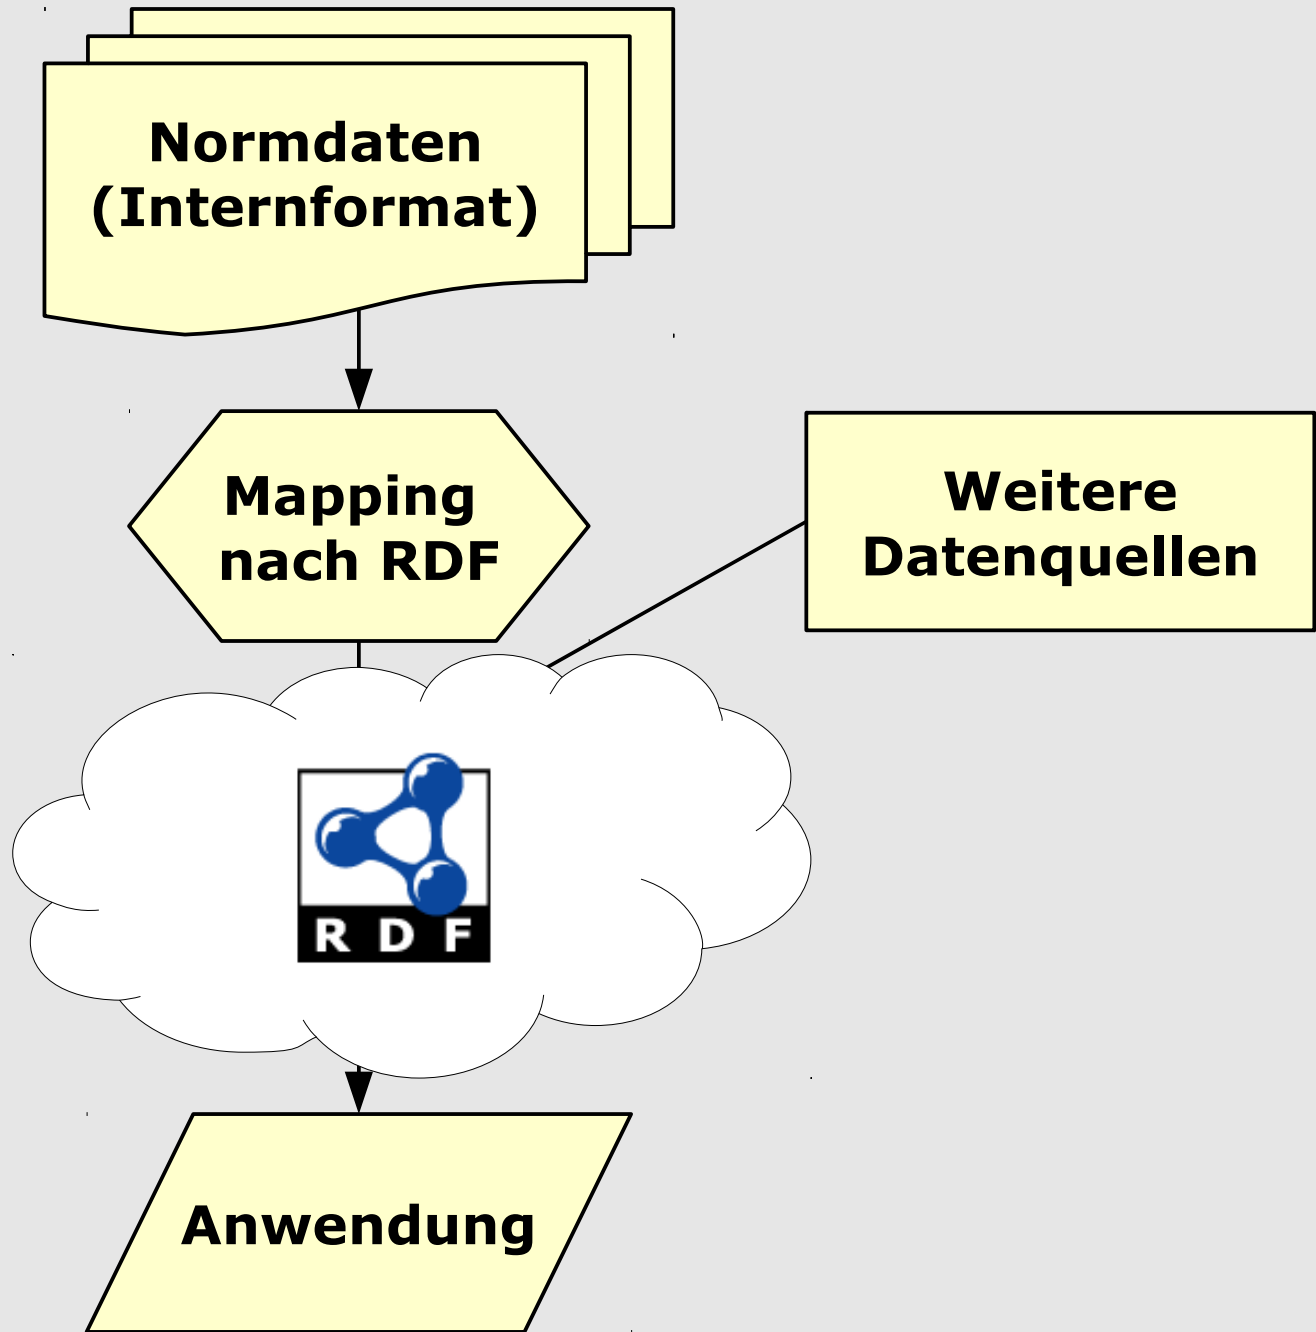 Normdaten
(Internformat)
Mapping
nach RDF
Weitere
Datenquellen
RDF
Anwendung